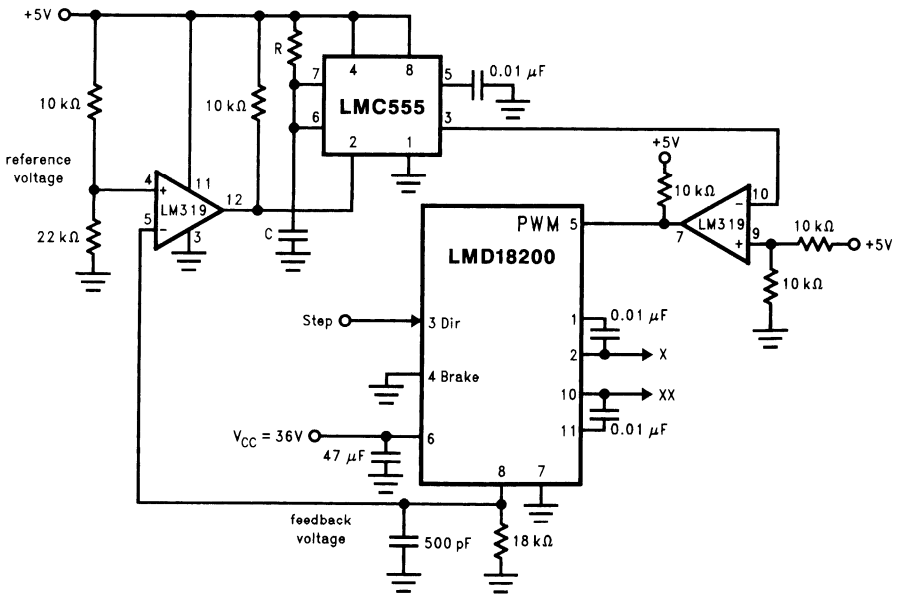 +5V
R
7
4
8
5
0.01 µF
10 kΩ
10 kΩ
LMC555
6
3
2
1
+5V
reference
voltage
4
+
11
12
LM319
5
−
3
10 kΩ
−
10
LM319
7
+
9
10 kΩ
+5V
22 kΩ
C
PWM 5
LMD18200
10 kΩ
Step
3 Dir
1
0.01 µF
2
X
4 Brake
10
XX
11
0.01 µF
VCC = 36V
6
47 µF
8
7
feedback
voltage
500 pF
18 kΩ